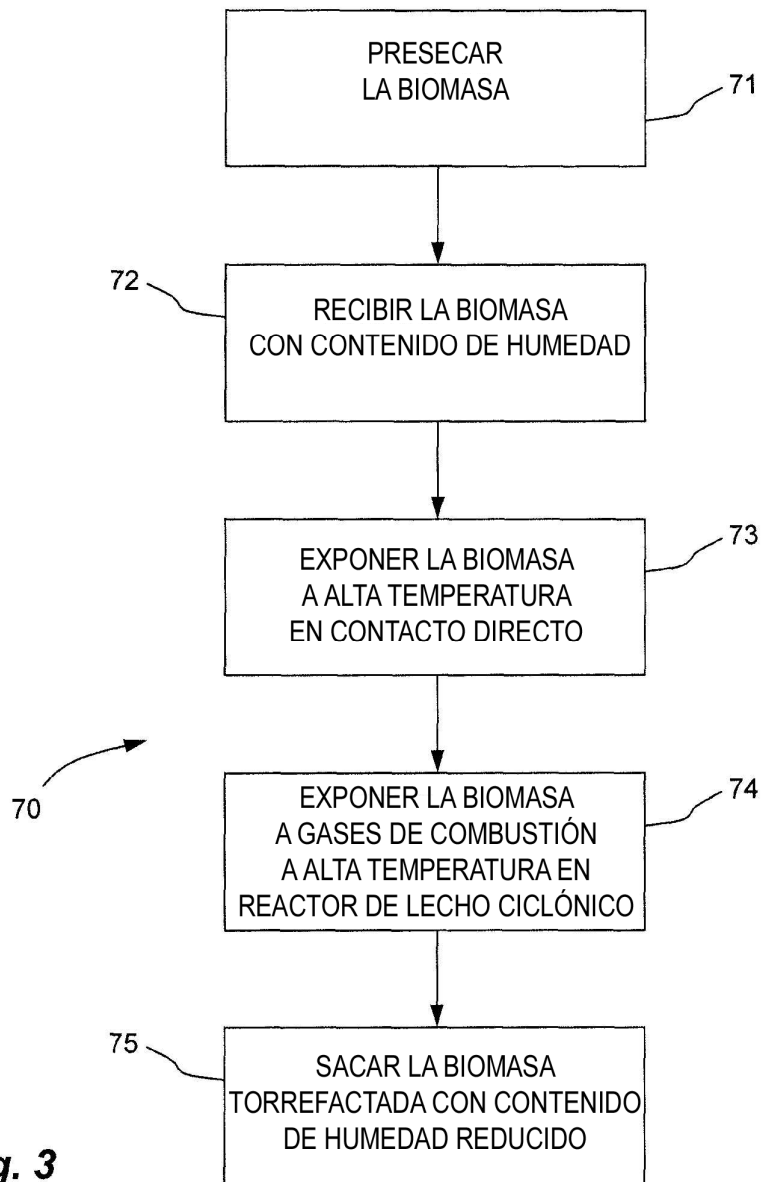 PRESECAR
LA BIOMASA
71
72
RECIBIR LA BIOMASA
CON CONTENIDO DE HUMEDAD
73
EXPONER LA BIOMASA
A ALTA TEMPERATURA
EN CONTACTO DIRECTO
70
74
EXPONER LA BIOMASA
A GASES DE COMBUSTIÓN
A ALTA TEMPERATURA EN
REACTOR DE LECHO CICLÓNICO
75
SACAR LA BIOMASA
TORREFACTADA CON CONTENIDO
DE HUMEDAD REDUCIDO
g. 3